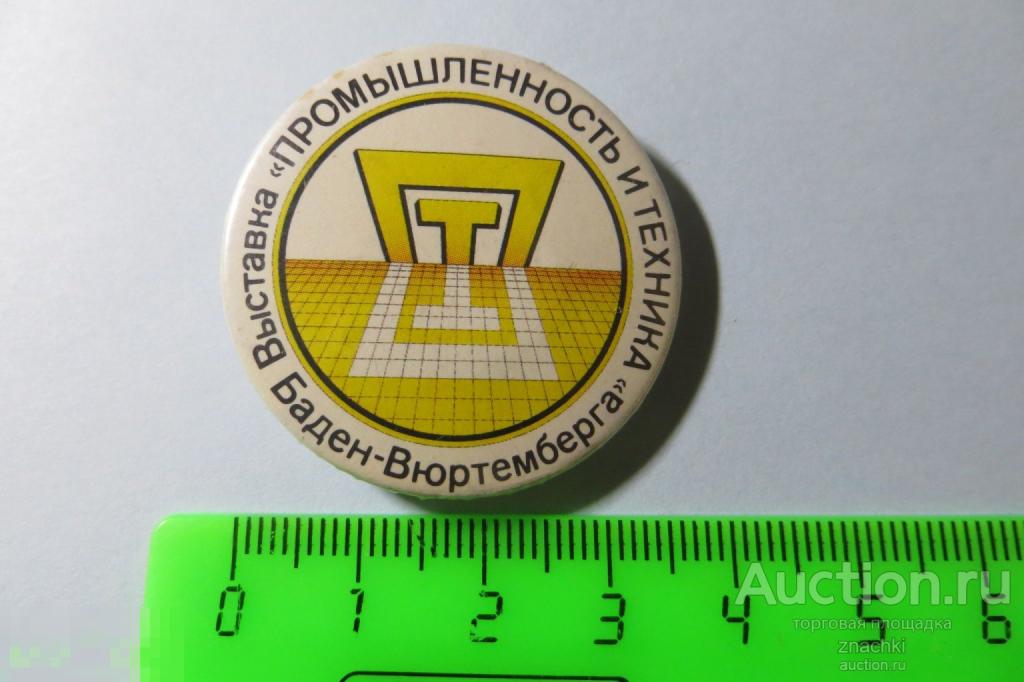 Выставка «ПРОМЫШЛЕННОСТЬ И ТЕХНИКА
Баден-Вюртемберга»
0 1 2 3 4 5 6
Auction.ru
торговая площадка
znachki
auction.ru